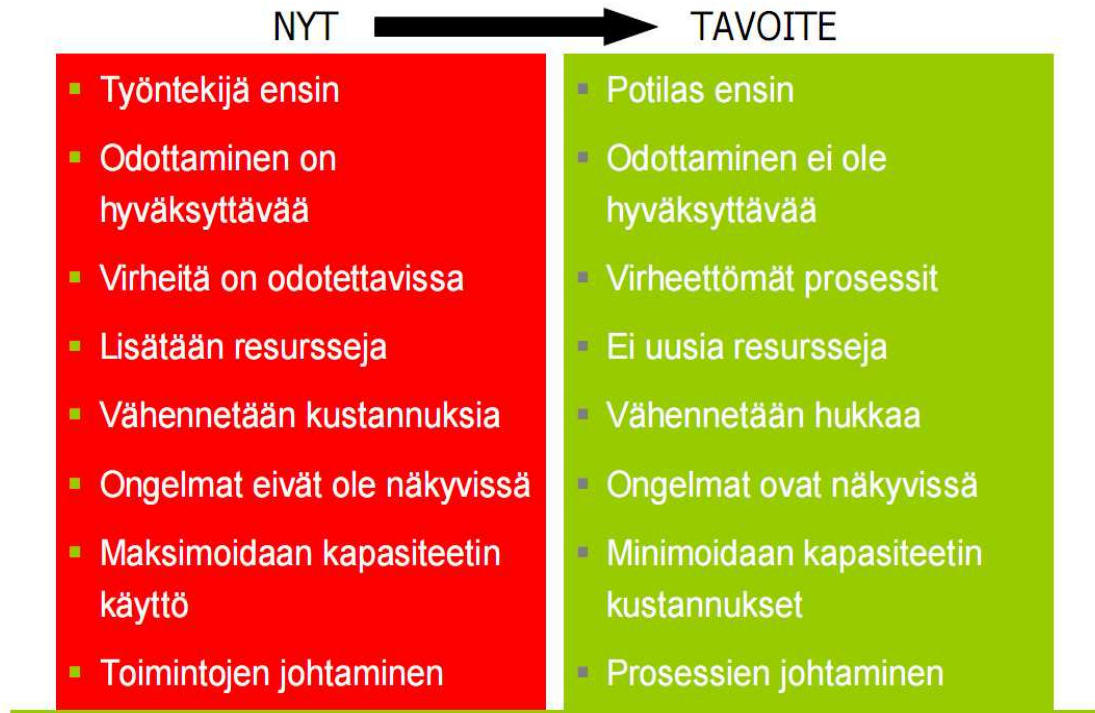 NYT TAVOITE
▪ Työntekijä ensin
▪ Odottaminen on
hyväksyttävää
▪ Virheitä on odotettavissa
▪ Lisätään resursseja
▪ Vähennetään kustannuksia
▪ Ongelmat eivät ole näkyvissä
▪ Maksimoidaan kapasiteetin
käyttö
▪ Toimintojen johtaminen
▪ Potilas ensin
▪ Odottaminen ei ole
hyväksyttävää
▪ Virheettömät prosessit
▪ Ei uusia resursseja
▪ Vähennetään hukkaa
▪ Ongelmat ovat näkyvissä
▪ Minimoidaan kapasiteetin
kustannukset
▪ Prosessien johtaminen